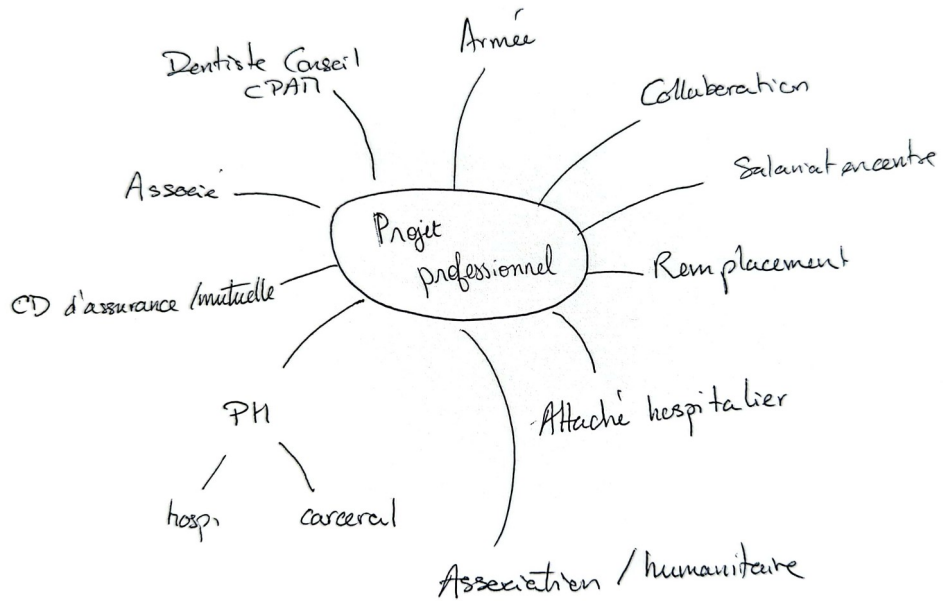 Armée
Dentiste Conseil
CPAM
Collaboration
Salariat en centre
Associé
Projet
professionnel
Remplacement
CD d'assurance /mutuelle
PH
Attaché hospitalier
hospi
carceral
Association / humanitaire